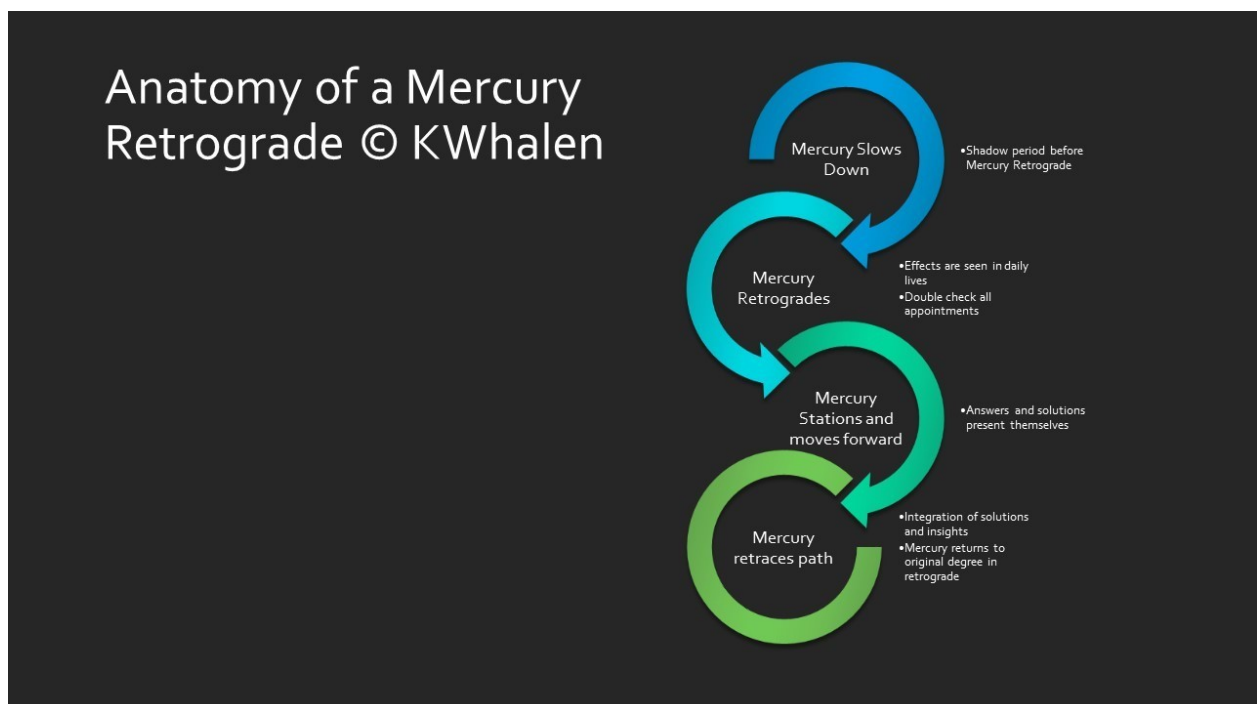 Anatomy of a Mercury
Retrograde © KWhalen
Mercury Slows
Down
•Shadow period before
Mercury Retrograde
Mercury
Retrogrades
•Effects are seen in daily
lives
•Double check all
appointments
Mercury
Stations and
moves forward
•Answers and solutions
present themselves
Mercury
retraces path
•Integration of solutions
and insights
•Mercury returns to
original degree in
retrograde